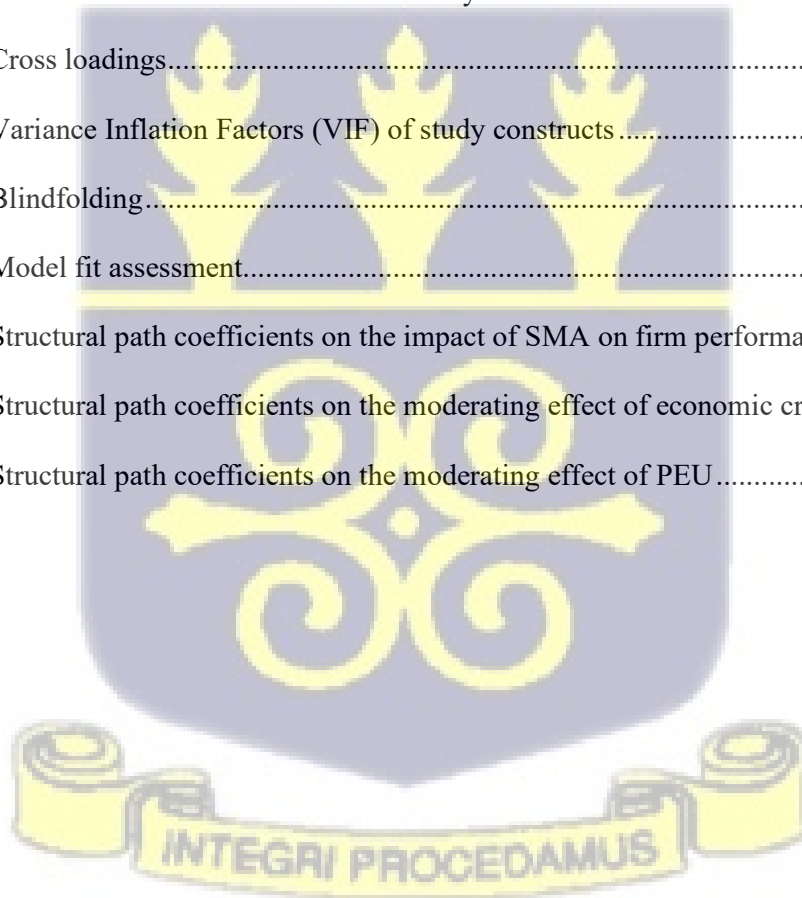 Cross loadings....................................................................................
Variance Inflation Factors (VIF) of study constructs........................
Blindfolding.......................................................................................
Model fit assessment..........................................................................
Structural path coefficients on the impact of SMA on firm
Structural path coefficients on the moderating effect of economic
Structural path coefficients on the moderating effect of PEU...........
INTEGRI PROCEDAMUS